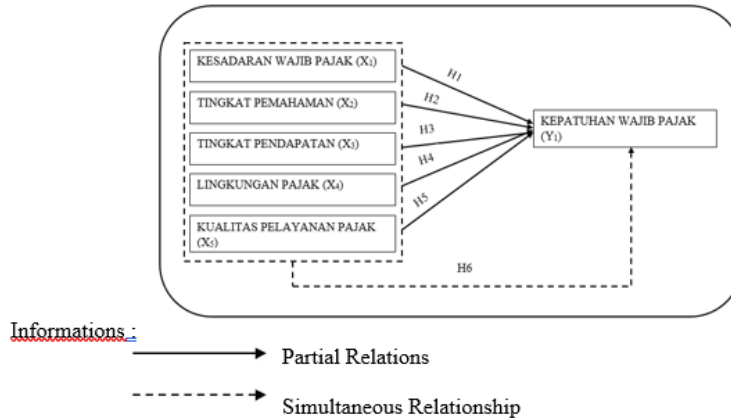 KESADARAN WAJIB PAJAK (X1)
H1
TINGKAT PEMAHAMAN (X2)
H2
KEPATUHAN WAJIB PAJAK
(Y1)
TINGKAT PENDAPATAN (X3)
H3
H4
LINGKUNGAN PAJAK (X4)
H5
KUALITAS PELAYANAN PAJAK
(X5)
H6
Informations :
Partial Relations
Simultaneous Relationship